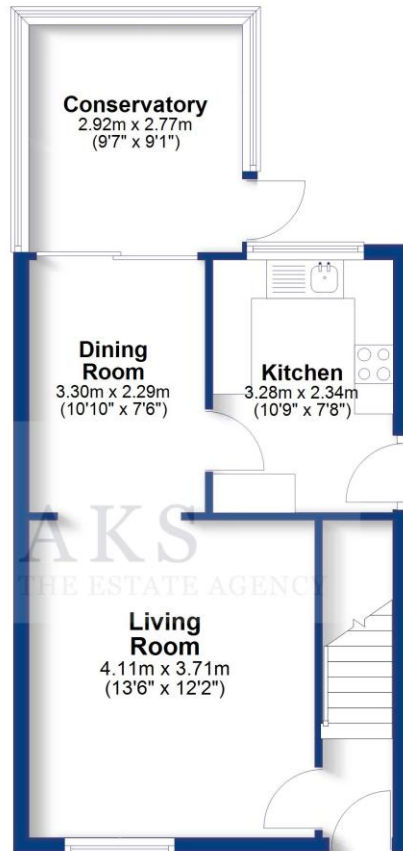 Conservatory
2.92m x 2.77m
(9'7" x 9'1")
Dining
Room
3.30m x 2.29m
(10'10" x 7'6")
Kitchen
3.28m x 2.34m
(10'9" x 7'8")
AKS
THE ESTATE AGENCY
Living
Room
4.11m x 3.71m
(13'6" x 12'2")